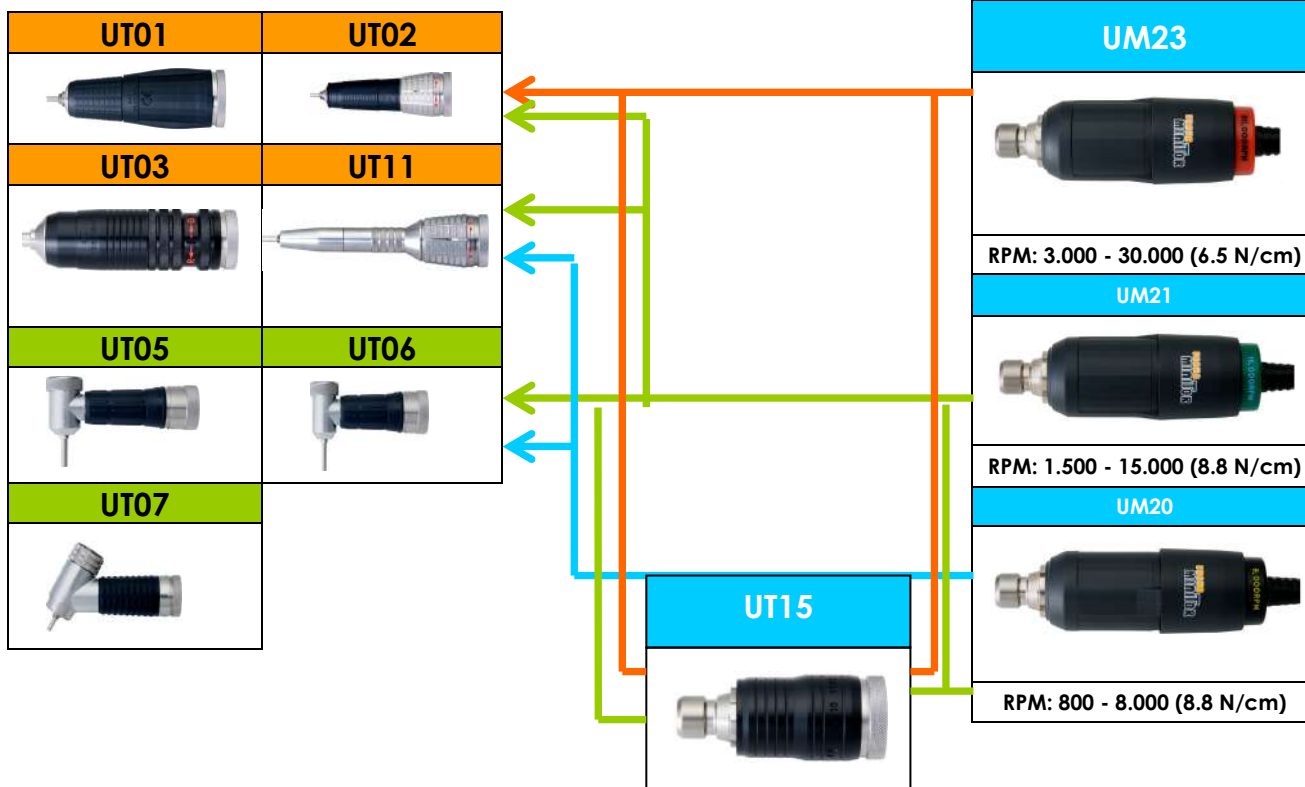 UT01
UT02
UT03
UT11
UT05
UT06
UT07
UM23
RPM: 3.000 - 30.000 (6.5 N/cm)
UM21
RPM: 1.500 - 15.000 (8.8 N/cm)
UM20
RPM: 800 - 8.000 (8.8 N/cm)
UT15